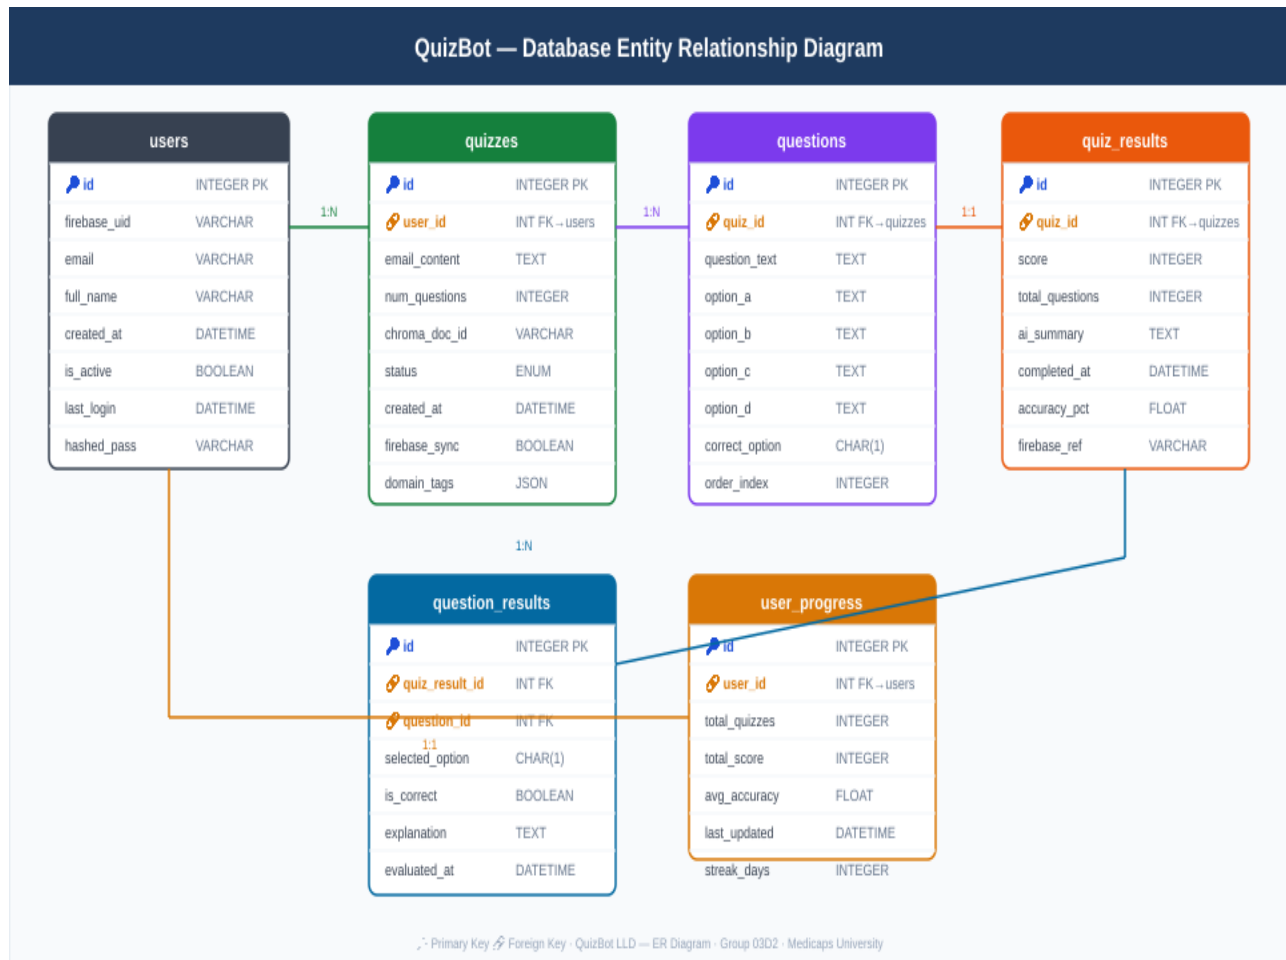 QuizBot — Database Entity Relationship Diagram
users
id INTEGER PK
firebase_uid VARCHAR
email VARCHAR
full_name VARCHAR
created_at DATETIME
is_active BOOLEAN
last_login DATETIME
hashed_pass VARCHAR
1:N
quizzes
id INTEGER PK
user_id INT FK→users
email_content TEXT
num_questions INTEGER
chroma_doc_id VARCHAR
status ENUM
created_at DATETIME
firebase_sync BOOLEAN
domain_tags JSON
1:N
questions
id INTEGER PK
quiz_id INT FK→quizzes
question_text TEXT
option_a TEXT
option_b TEXT
option_c TEXT
option_d TEXT
correct_option CHAR(1)
order_index INTEGER
1:1
quiz_results
id INTEGER PK
quiz_id INT FK→quizzes
score INTEGER
total_questions INTEGER
ai_summary TEXT
completed_at DATETIME
accuracy_pct FLOAT
firebase_ref VARCHAR
1:N
question_results
id INTEGER PK
quiz_result_id INT FK
question_id INT FK
1:1
selected_option CHAR(1)
is_correct BOOLEAN
explanation TEXT
evaluated_at DATETIME
user_progress
id INTEGER PK
user_id INT FK→users
total_quizzes INTEGER
total_score INTEGER
avg_accuracy FLOAT
last_updated DATETIME
streak_days INTEGER
Primary Key Foreign Key · QuizBot LLD — ER Diagram · Group 03D2 · Medicaps University